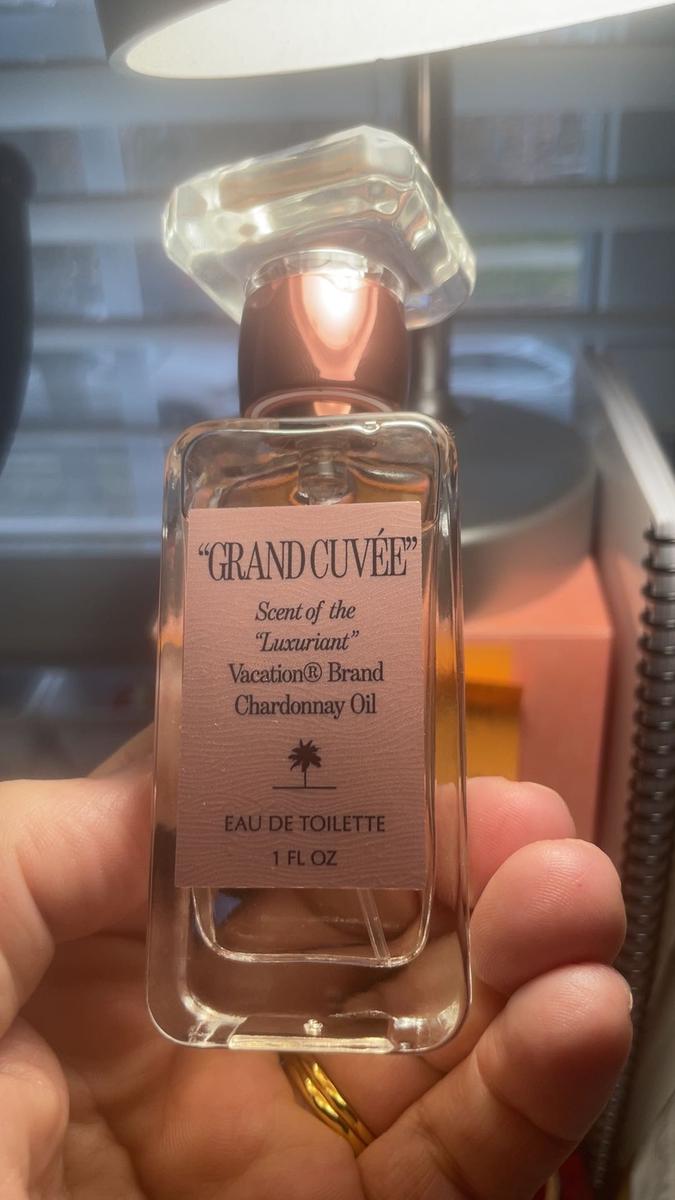 “GRAND CUVÉE”
Scent of the
“Luxuriant”
Vacation® Brand
Chardonnay Oil
EAU DE TOILETTE
1 FL OZ